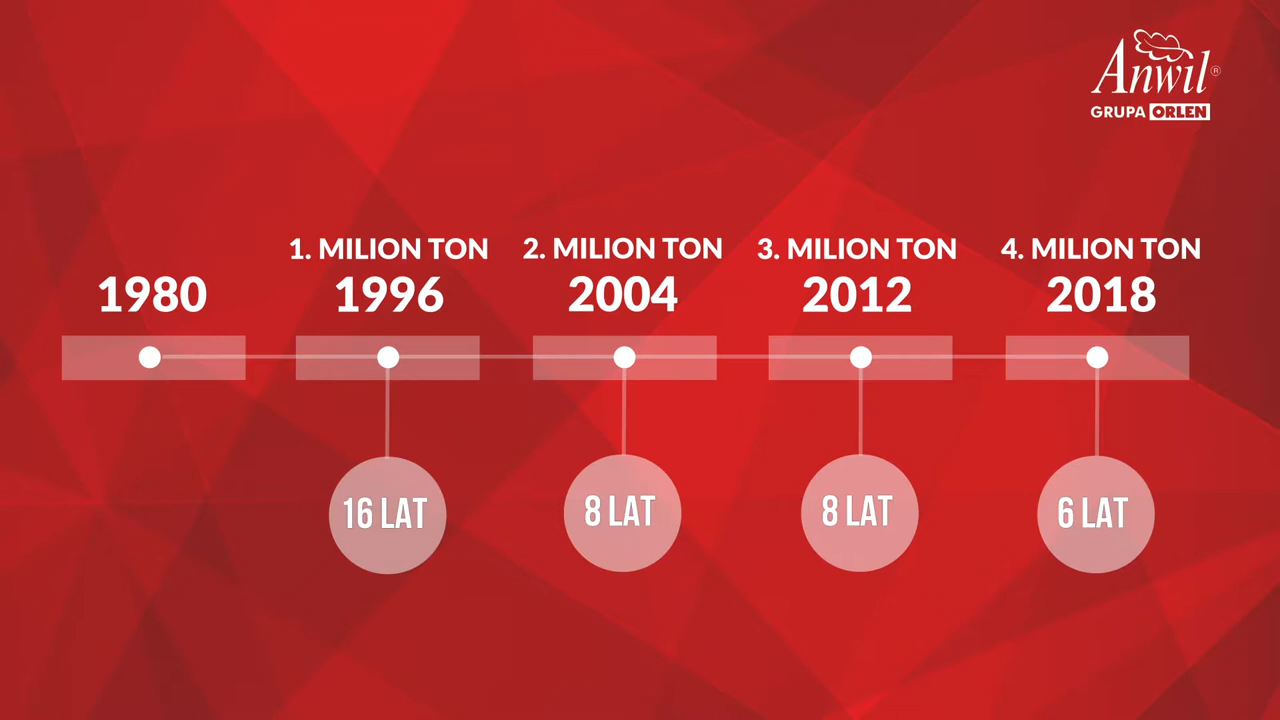 Anwil®
GRUPA ORLEN
1980
1. MILION TON
1996
2. MILION TON
2004
3. MILION TON
2012
4. MILION TON
2018
16 LAT
8 LAT
8 LAT
6 LAT